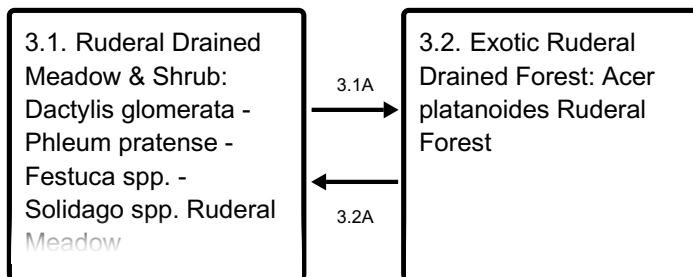 3.1. Ruderal Drained
Meadow & Shrub:
Dactylis glomerata -
Phleum pratense -
Festuca spp. -
Solidago spp. Ruderal
Meadow
3.1A
3.2A
3.2. Exotic Ruderal
Drained Forest: Acer
platanoides Ruderal
Forest